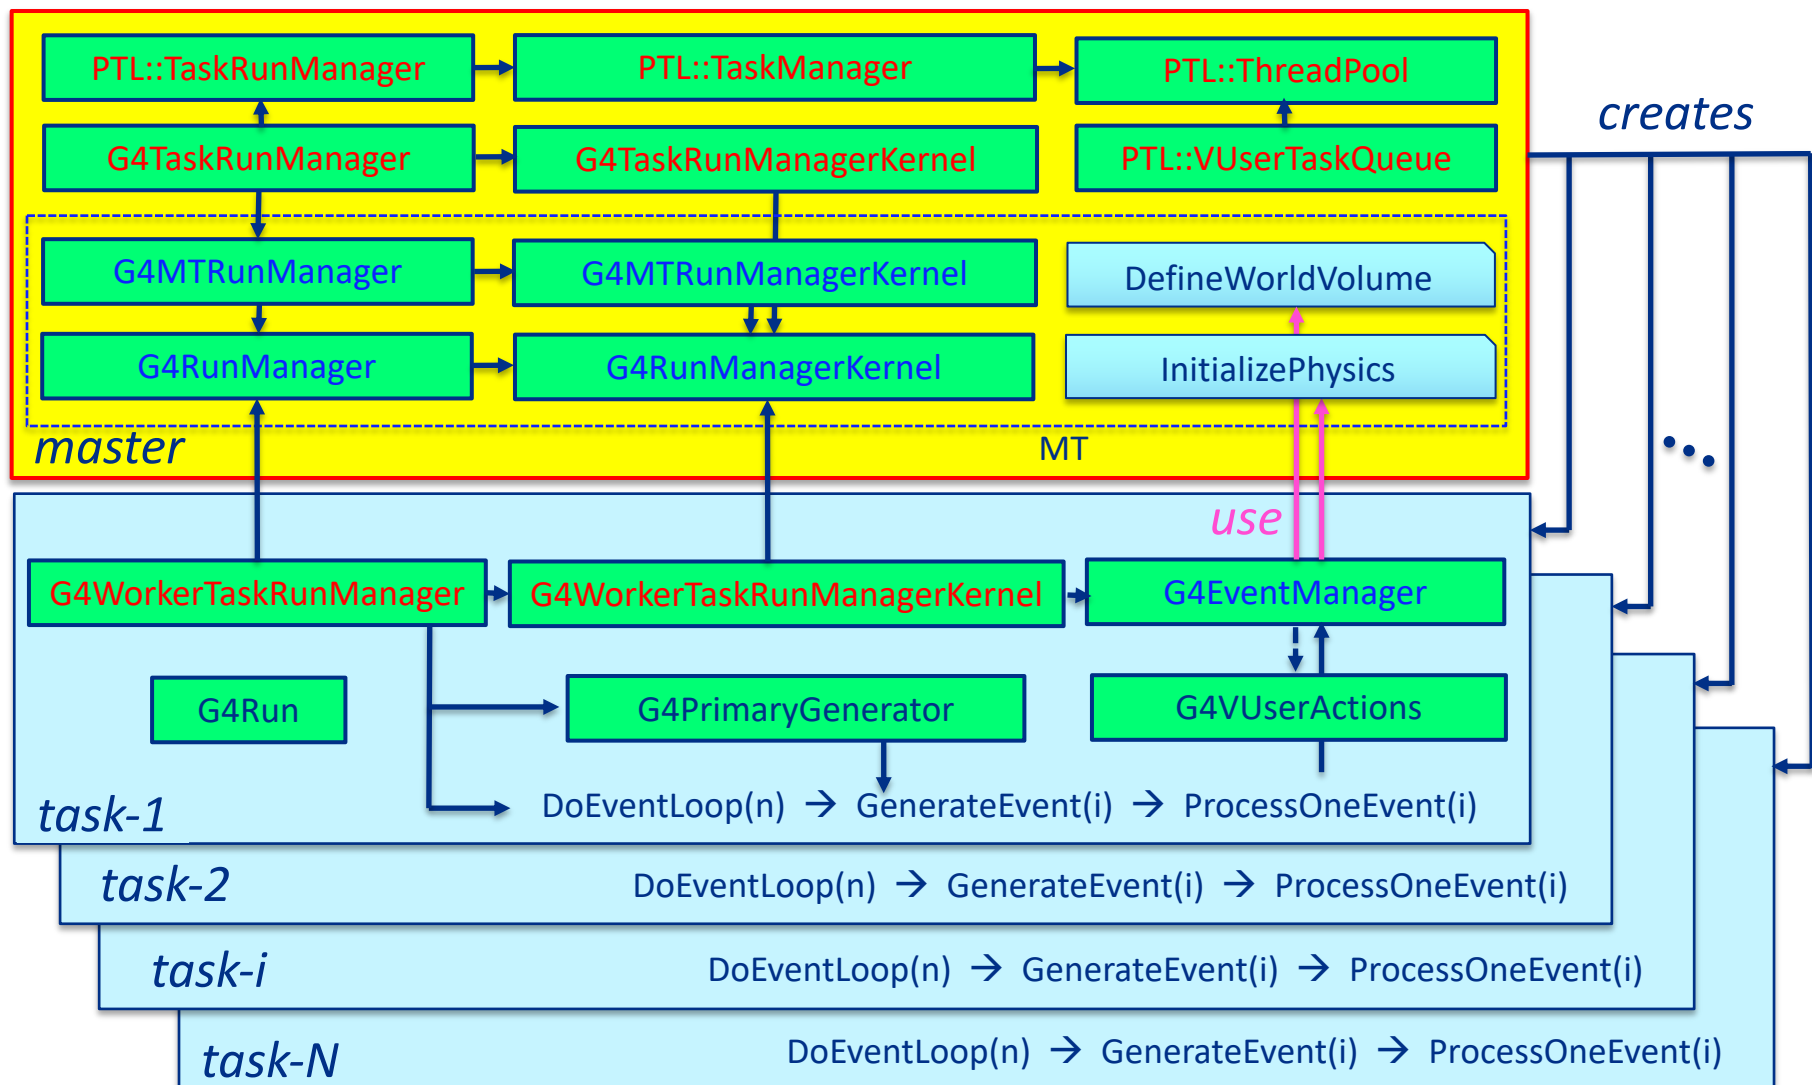 PTL::TaskRunManager
PTL::TaskManager
PTL::ThreadPool
creates
G4TaskRunManager
G4TaskRunManagerKernel
PTL::VUserTaskQueue
G4MTRunManager
G4MTRunManagerKernel
DefineWorldVolume
G4RunManager
G4RunManagerKernel
InitializePhysics
master
MT
use
G4WorkerTaskRunManager
G4WorkerTaskRunManagerKernel
G4EventManager
G4Run
G4PrimaryGenerator
G4VUserActions
task-1
DoEventLoop(n) → GenerateEvent(i) → ProcessOneEvent(i)
task-2
DoEventLoop(n) → GenerateEvent(i) → ProcessOneEvent(i)
task-i
DoEventLoop(n) → GenerateEvent(i) → ProcessOneEvent(i)
task-N
DoEventLoop(n) → GenerateEvent(i) → ProcessOneEvent(i)